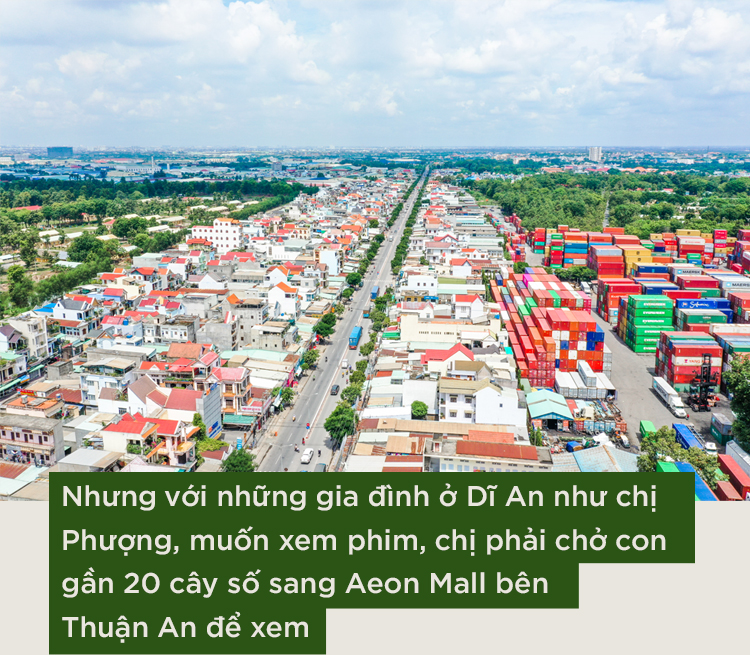 Nhưng với những gia đình ở Dĩ An như chị
Phượng, muốn xem phim, chị phải chở con
gần 20 cây số sang Aeon Mall bên
Thuận An để xem